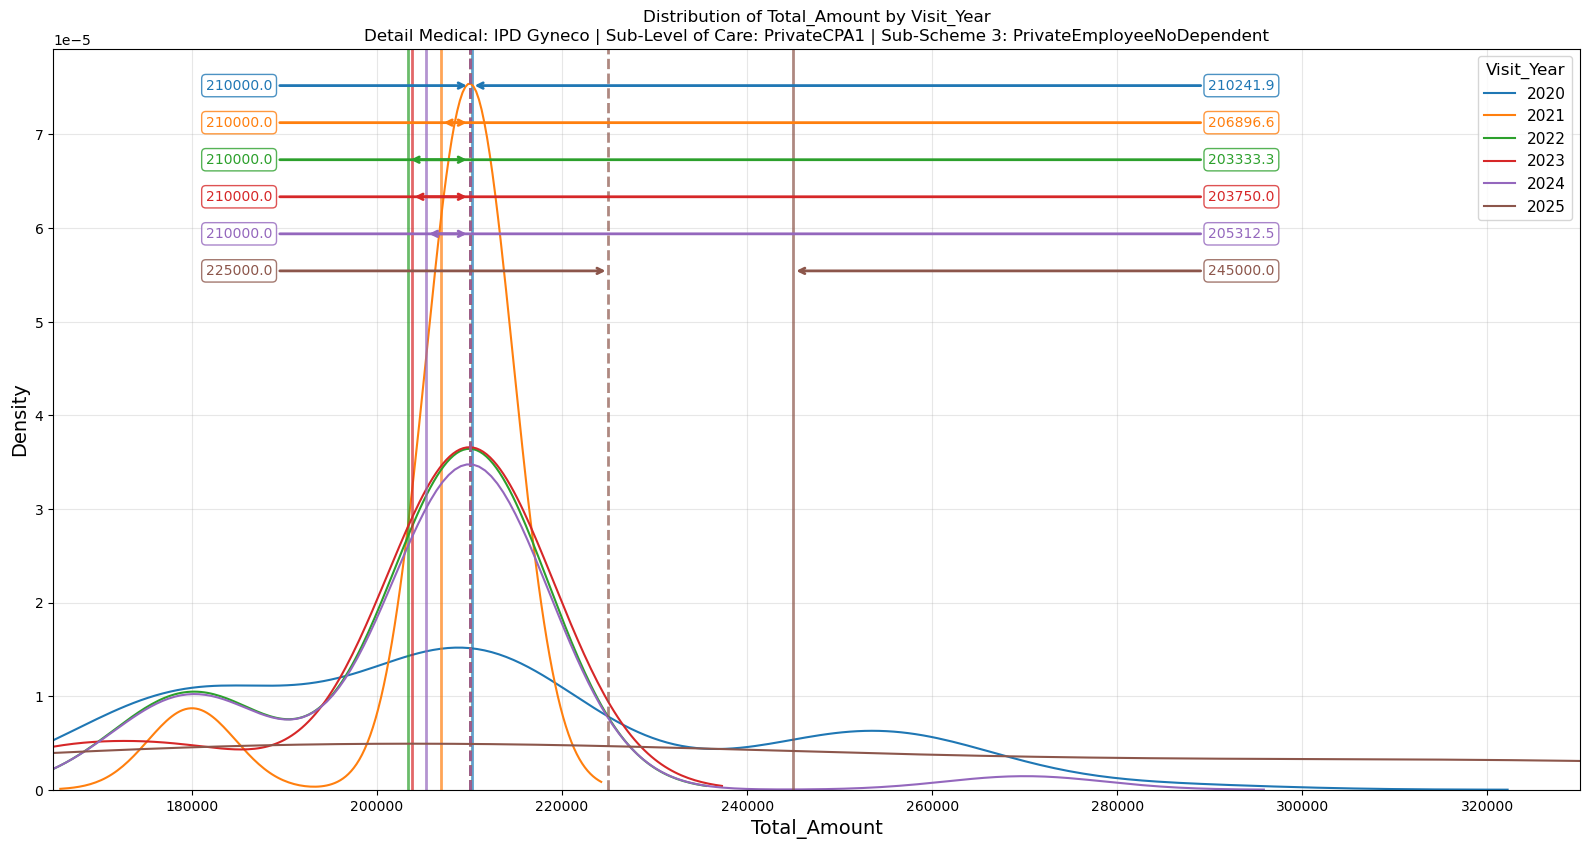 Distribution of Total_Amount by Visit_Year
Detail Medical: IPD Gyneco | Sub-Level of Care: PrivateCPA1 | Sub-Scheme 3: PrivateEmployeeNoDependent
1e−5
Visit_Year
2020
2021
2022
2023
2024
2025
210000.0 210241.9
210000.0 206896.6
210000.0 203333.3
210000.0 203750.0
210000.0 205312.5
225000.0 245000.0
7
6
5
4
3
2
1
0
Density
180000 200000 220000 240000 260000 280000 300000 320000
Total_Amount